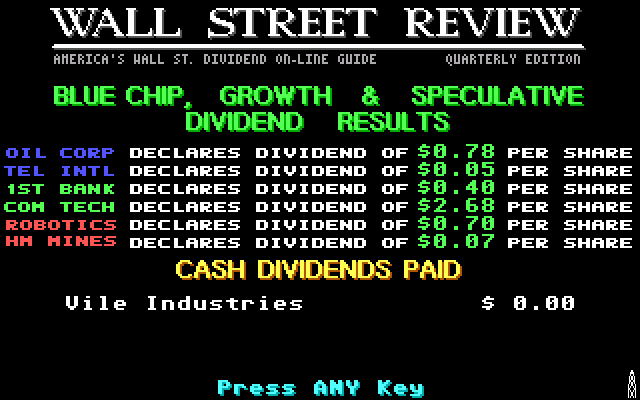 WALL STREET REVIEW
AMERICA'S WALL ST. DIVIDEND ON-LINE GUIDE QUARTERLY EDITION
BLUE CHIP, GROWTH & SPECULATIVE
DIVIDEND RESULTS
OIL CORP DECLARES DIVIDEND OF $0.78 PER SHARE
TEL INTL DECLARES DIVIDEND OF $0.05 PER SHARE
1ST BANK DECLARES DIVIDEND OF $0.40 PER SHARE
COM TECH DECLARES DIVIDEND OF $2.68 PER SHARE
ROBOTICS DECLARES DIVIDEND OF $0.70 PER SHARE
HM MINES DECLARES DIVIDEND OF $0.07 PER SHARE
CASH DIVIDENDS PAID
Vile Industries $ 0.00
Press ANY Key